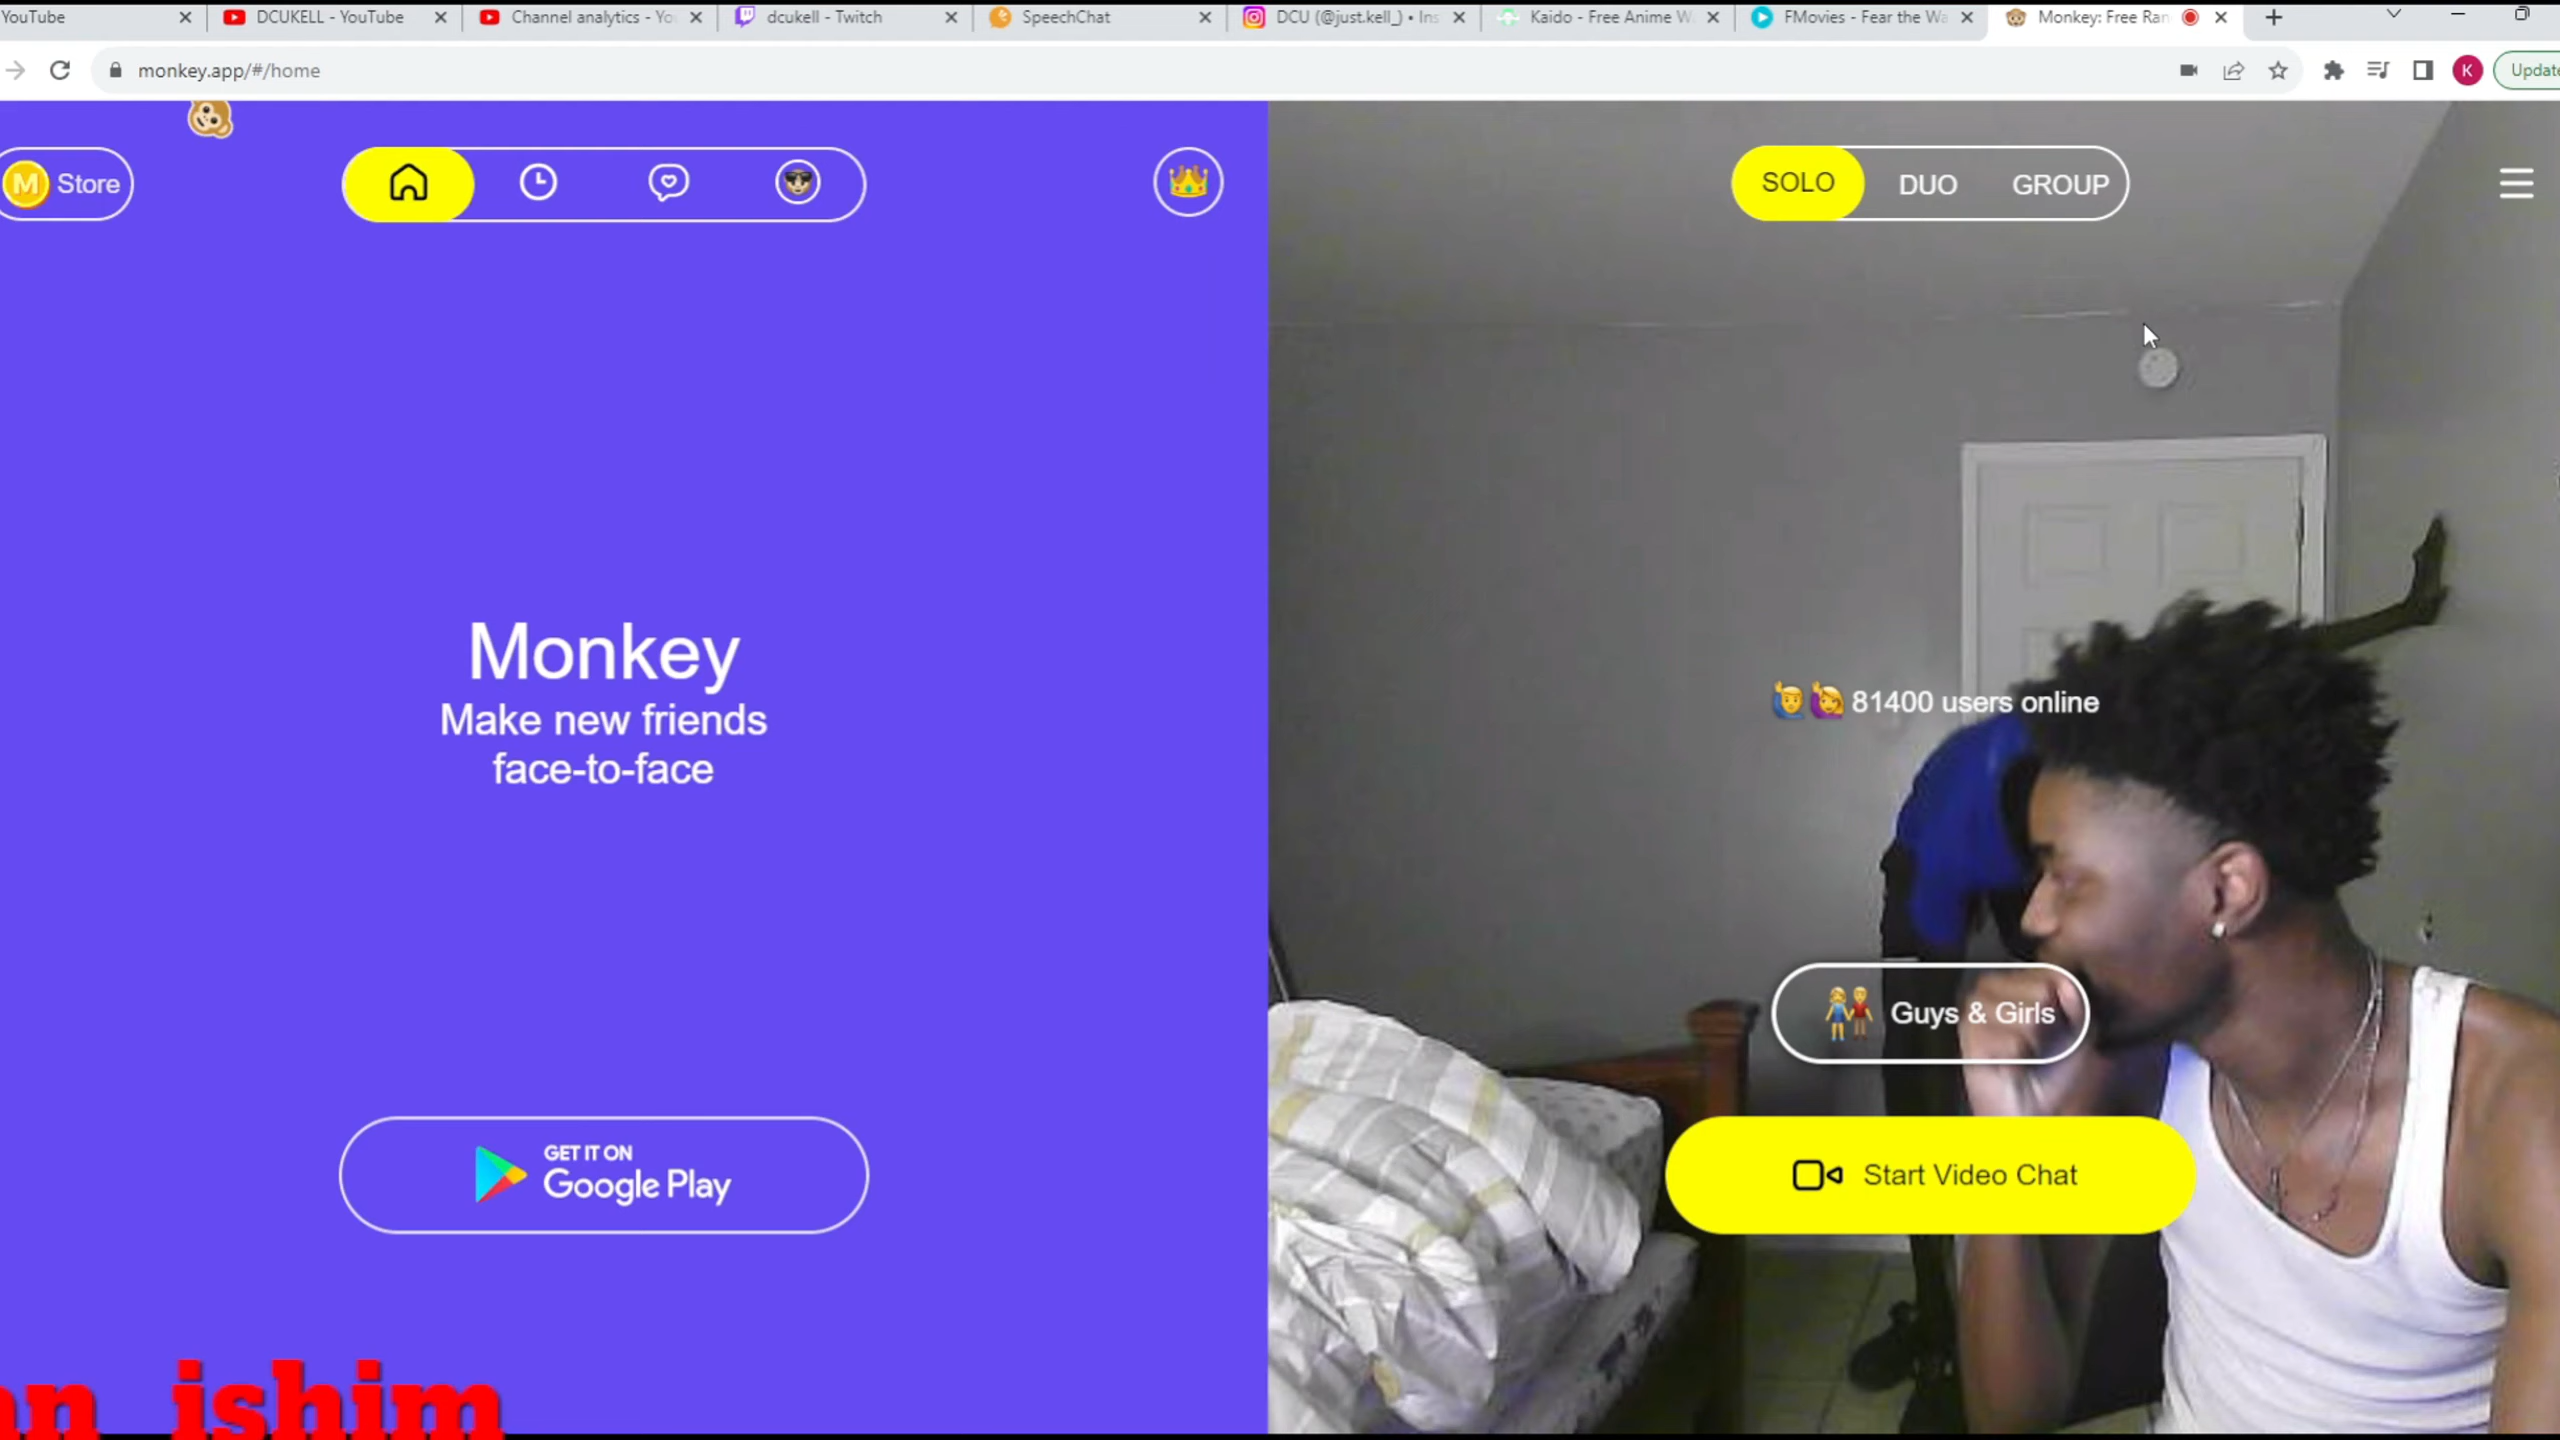 YouTube
DCUKELL - YouTube
Channel analytics - Yo
dcukell - Twitch
SpeechChat
DCU (@just.kell_) • Ins
Kaido - Free Anime W
FMovies - Fear the Wa
Monkey: Free Ran
monkey.app/#/home
K
Update
M Store
SOLO DUO GROUP
Monkey
Make new friends
face-to-face
81400 users online
Guys & Girls
GET IT ON
Google Play
Start Video Chat
an_ishim